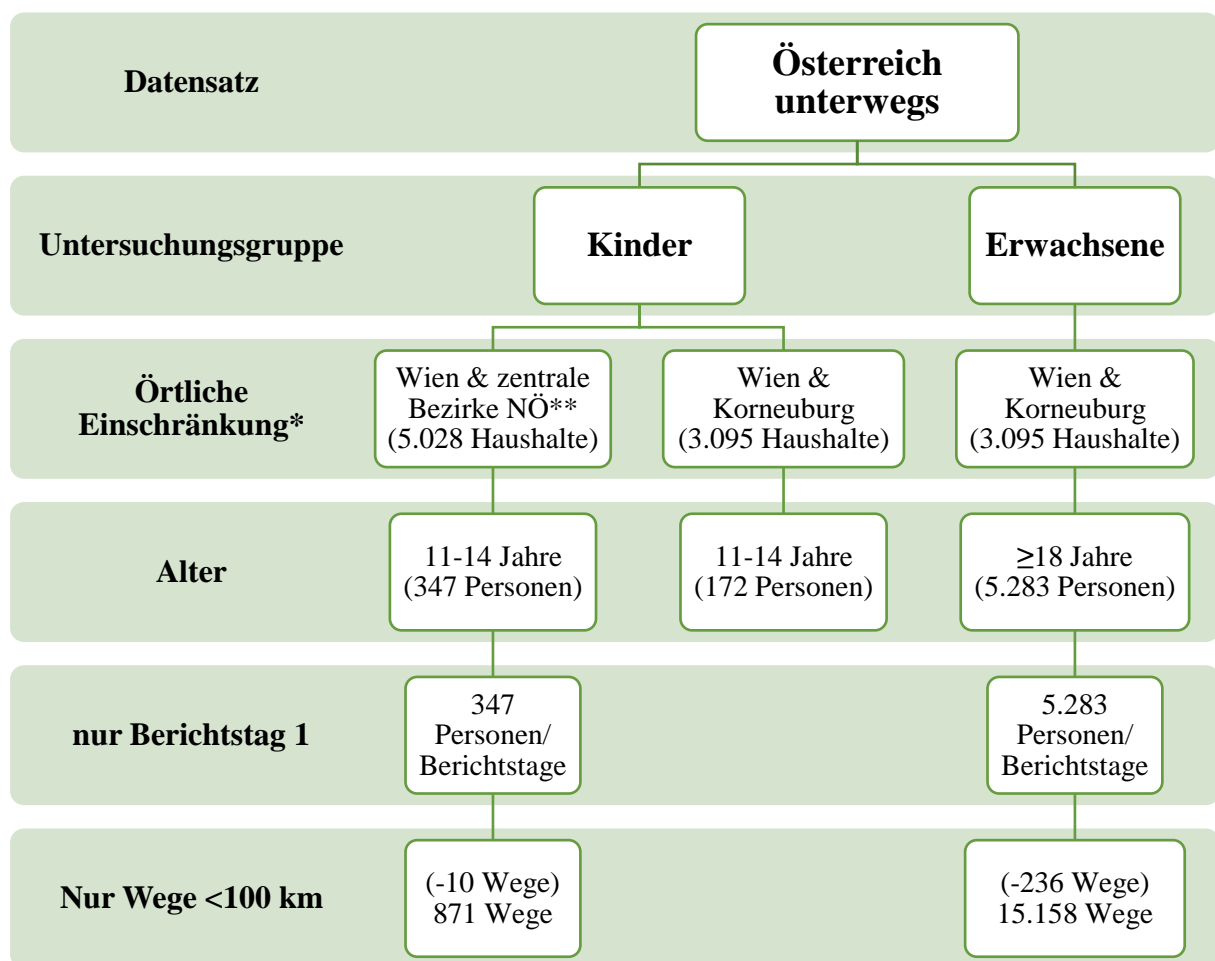 Datensatz
Österreich
unterwegs
Untersuchungsgruppe
Kinder
Erwachsene
Örtliche
Einschränkung*
Wien & zentrale
Bezirke NÖ**
(5.028 Haushalte)
Wien &
Korneuburg
(3.095 Haushalte)
Wien &
Korneuburg
(3.095 Haushalte)
Alter
11-14 Jahre
(347 Personen)
11-14 Jahre
(172 Personen)
≥18 Jahre
(5.283 Personen)
nur Berichtstag 1
347
Personen/
Berichtstage
5.283
Personen/
Berichtstage
Nur Wege <100 km
(-10 Wege)
871 Wege
(-236 Wege)
15.158 Wege